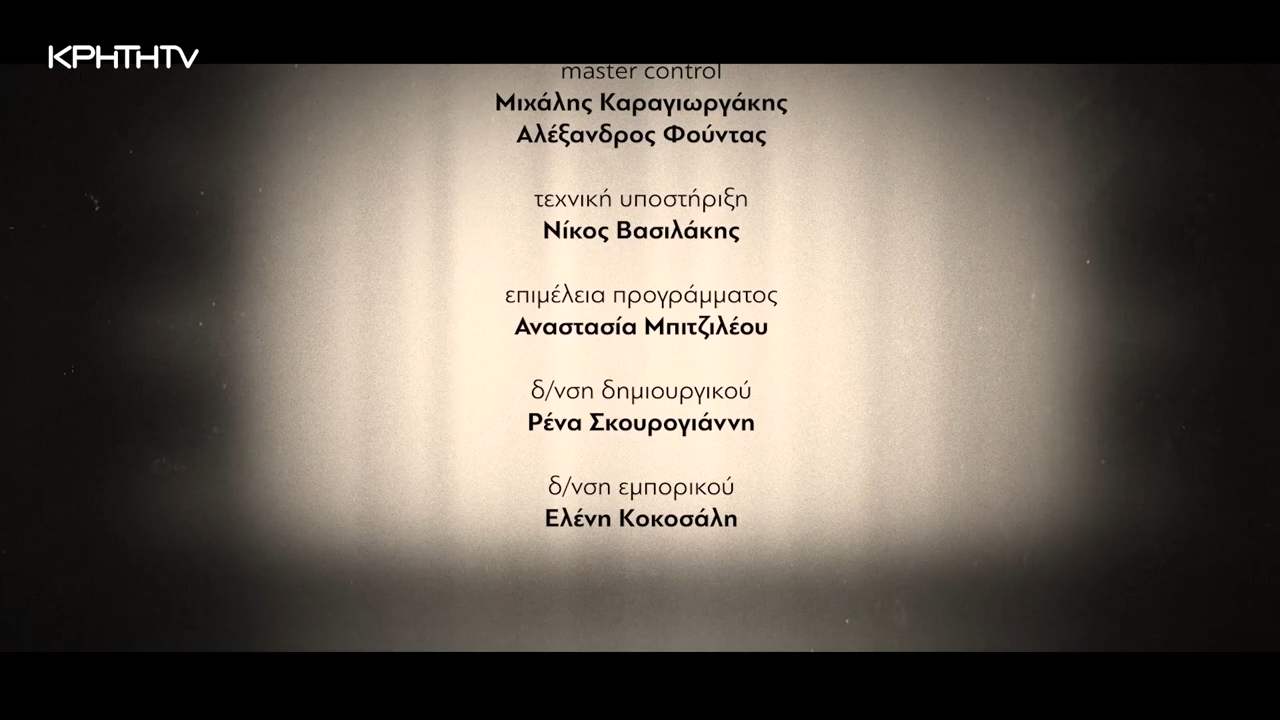 ΚΡΗΤΗTV
master control
Μιχάλης Καραγιωργάκης
Αλέξανδρος Φούντας
τεχνική υποστήριξη
Νίκος Βασιλάκης
επιμέλεια προγράμματος
Αναστασία Μπιτζιλέου
δ/νση δημιουργικού
Ρένα Σκουρογιάννη
δ/νση εμπορικού
Ελένη Κοκοσάλη